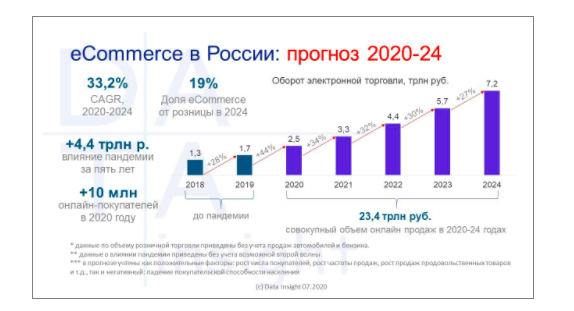 eCommerce в России: прогноз 2020-24
33,2%
CAGR,
2020-2024
19%
Доля eCommerce
от розницы в 2024
+4,4 трлн р.
влияние пандемии
за пять лет
+10 млн
онлайн-покупателей
в 2020 году
Оборот электронной торговли, трлн руб.
1,3
+26%
1,7
+44%
2,5
+34%
3,3
+32%
4,4
+30%
5,7
+27%
7,2
2018 2019 2020 2021 2022 2023 2024
до пандемии
23,4 трлн руб.
совокупный объем онлайн продаж в 2020-24 годах
* данные по объему розничной торговли приведены без учета продаж автомобилей и бензина.
** данные о влиянии пандемии приведены без учета возможной второй волны
*** в прогнозе учтены как положительные факторы: рост числа покупателей, рост частоты продаж, рост продаж продовольственных товаров
и т.д., так и негативный: падение покупательской способности населения
(c) Data Insight 07.2020
DA
TA
insight